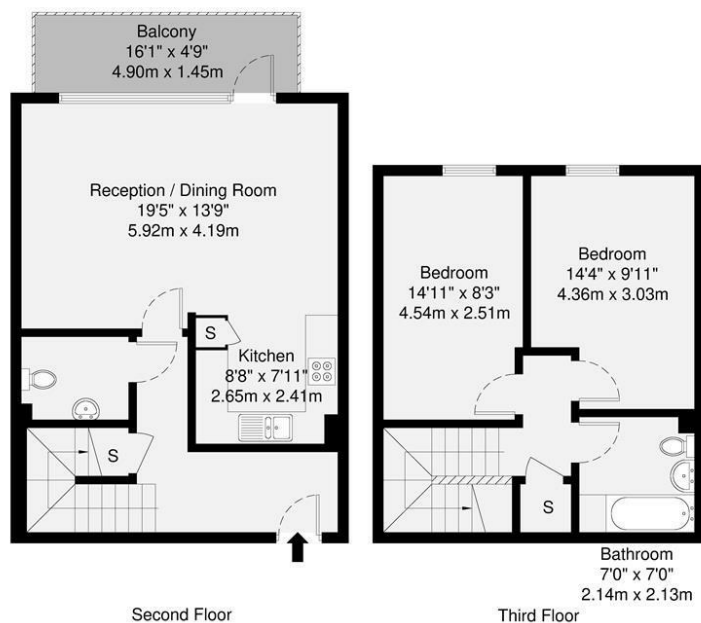 Balcony
16'1" x 4'9"
4.90m x 1.45m
Reception / Dining Room
19'5" x 13'9"
5.92m x 4.19m
S
Kitchen
8'8" x 7'11"
2.65m x 2.41m
S
Second Floor
Bedroom
14'11" x 8'3"
4.54m x 2.51m
Bedroom
14'4" x 9'11"
4.36m x 3.03m
S
Bathroom
7'0" x 7'0"
2.14m x 2.13m
Third Floor